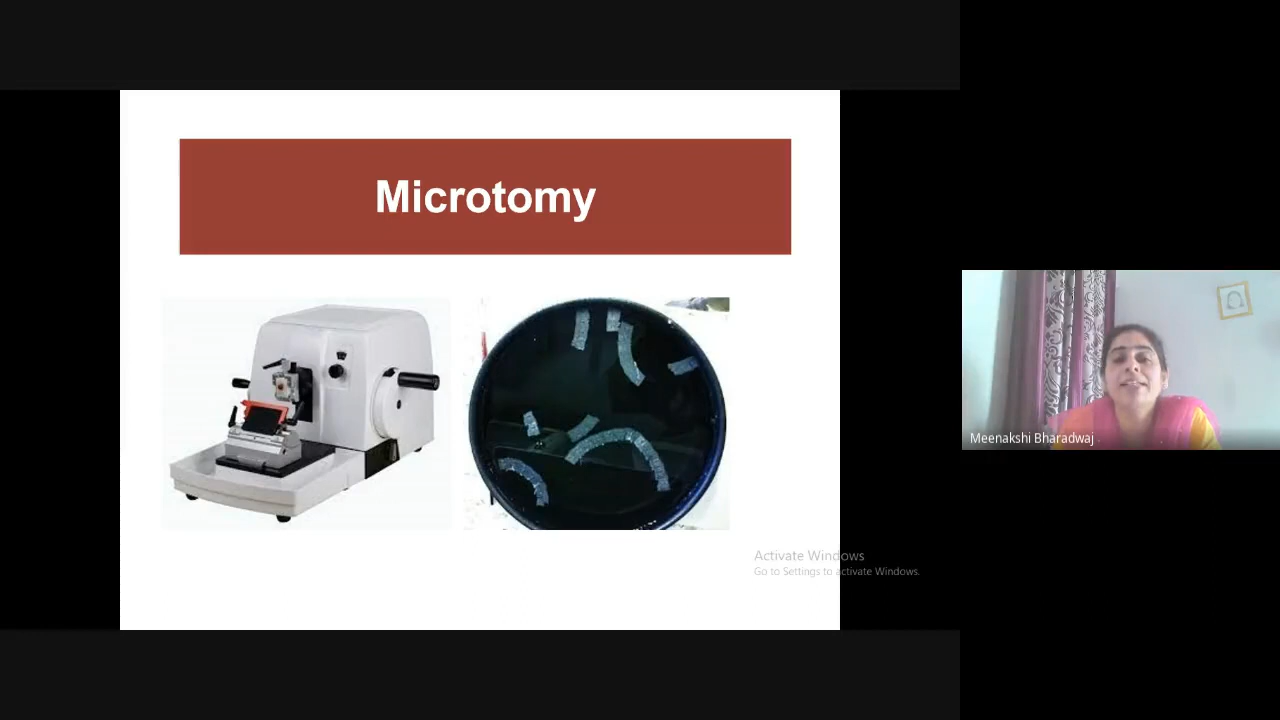 Microtomy
Activate Windows
Go to Settings to activate Windows.
Meenakshi Bharadwaj